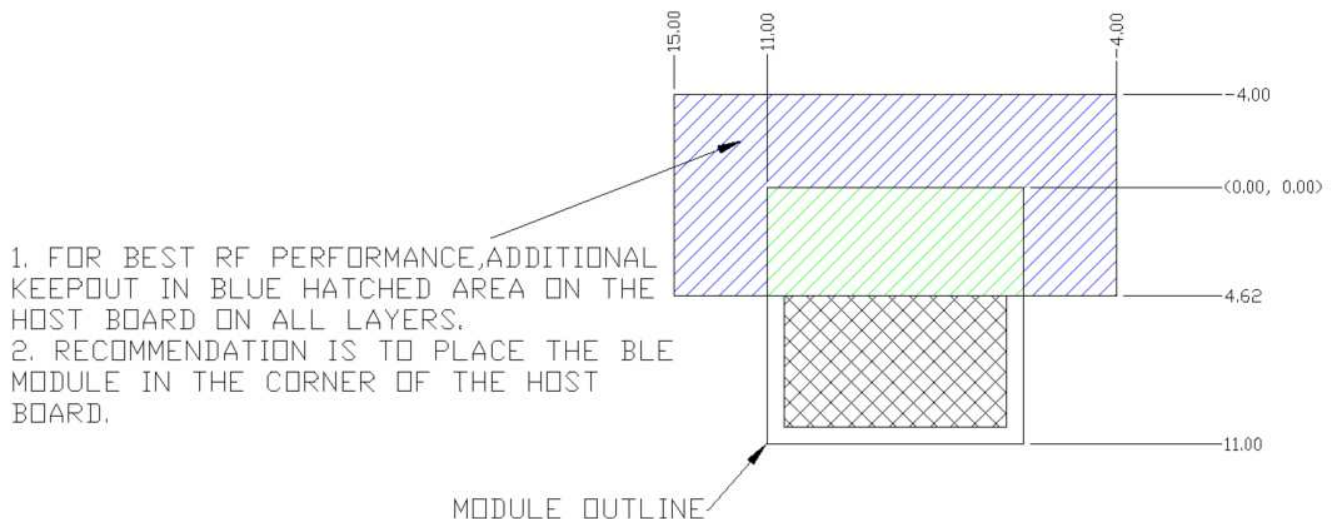 15.00
11.00
-4.00
-4.00
(0.00, 0.00)
1. FOR BEST RF PERFORMANCE,ADDITIONAL
KEEPOUT IN BLUE HATCHED AREA ON THE
HOST BOARD ON ALL LAYERS.
4.62
2. RECOMMENDATION IS TO PLACE THE BLE
MODULE IN THE CORNER OF THE HOST
BOARD.
11.00
MODULE OUTLINE